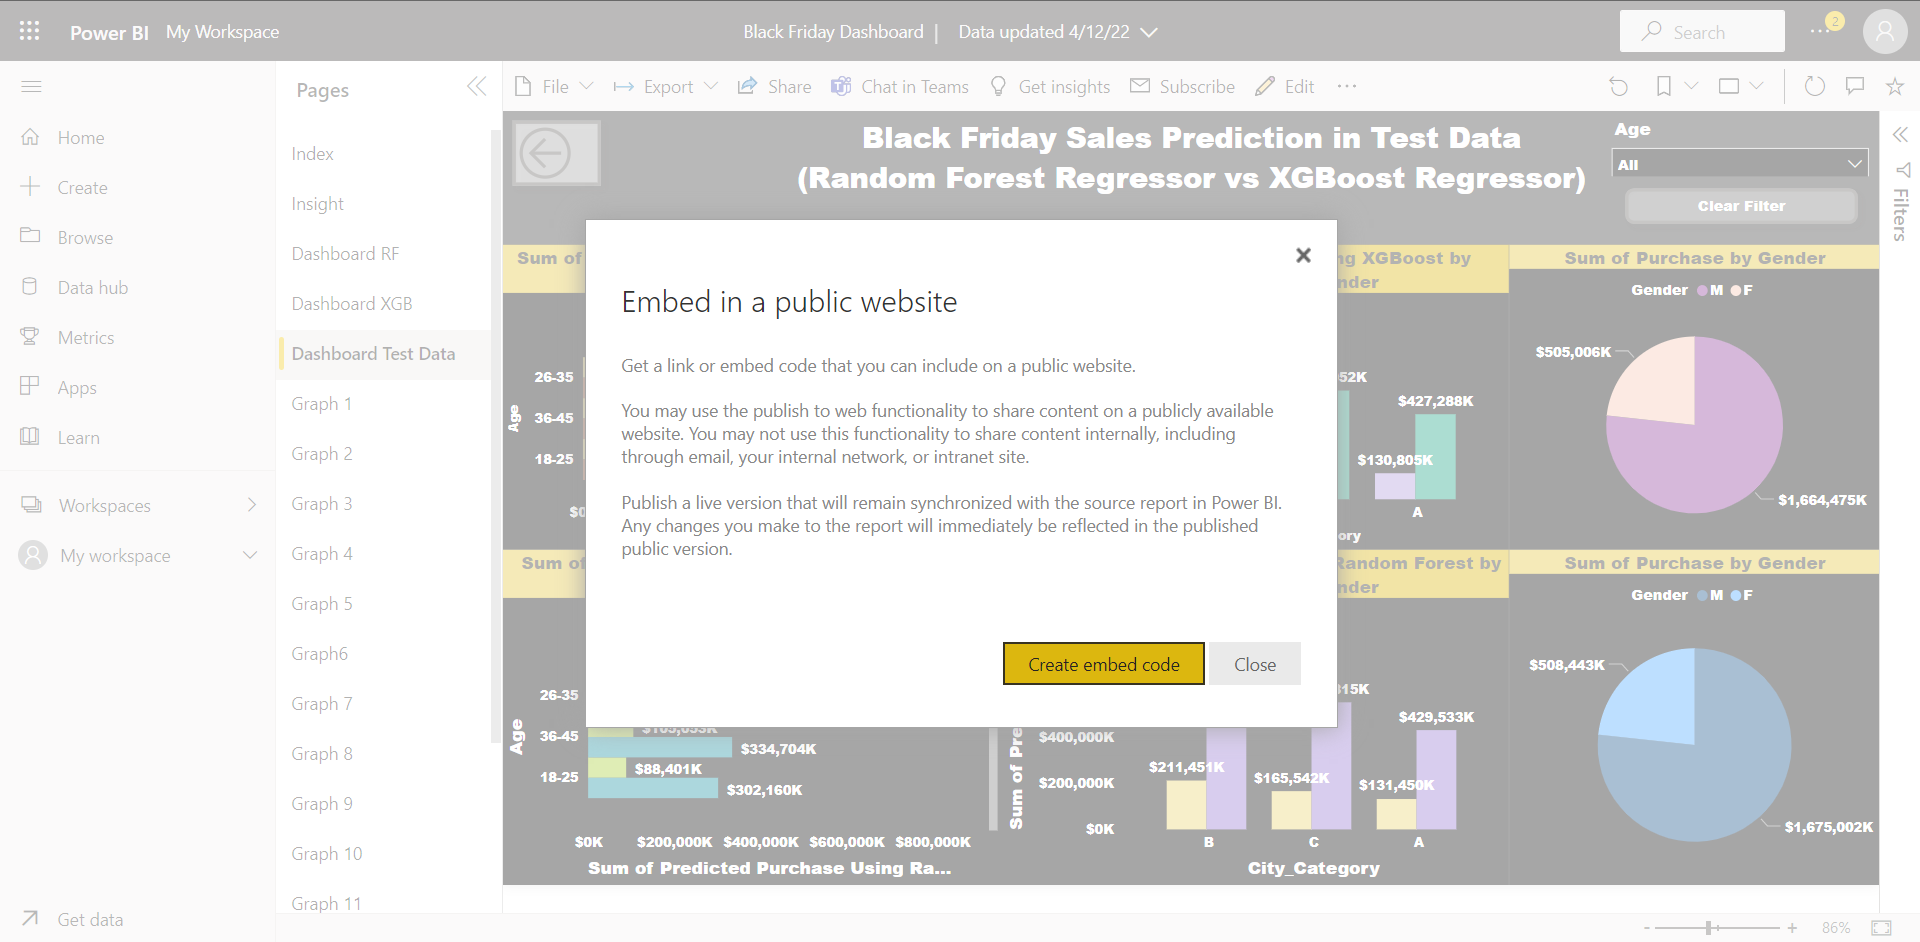 Power BI My Workspace
Black Friday Dashboard | Data updated 4/12/22
Search
2
Pages
File
Export
Share
Chat in Teams
Get insights
Subscribe
Edit
Home
Create
Browse
Data hub
Metrics
Apps
Learn
Workspaces
My workspace
Get data
Index
Insight
Dashboard RF
Dashboard XGB
Dashboard Test Data
Graph 1
Graph 2
Graph 3
Graph 4
Graph 5
Graph6
Graph 7
Graph 8
Graph 9
Graph 10
Graph 11
Black Friday Sales Prediction in Test Data
(Random Forest Regressor vs XGBoost Regressor)
Age
All
Clear Filter
Filters
Sum of
ng XGBoost by
nder
Sum of Purchase by Gender
Gender M F
$505,006K
$1,664,475K
Age
26-35
36-45
18-25
$0
52K
$427,288K
$130,805K
A
ory
Embed in a public website
Get a link or embed code that you can include on a public website.
You may use the publish to web functionality to share content on a publicly available
website. You may not use this functionality to share content internally, including
through email, your internal network, or intranet site.
Publish a live version that will remain synchronized with the source report in Power BI.
Any changes you make to the report will immediately be reflected in the published
public version.
Create embed code
Close
Sum of
Random Forest by
nder
Sum of Purchase by Gender
Gender M F
$508,443K
$1,675,002K
Age
26-35
36-45
18-25
$334,704K
$88,401K
$302,160K
$0K $200,000K $400,000K $600,000K $800,000K
Sum of Predicted Purchase Using Ra...
Sum of Pre
$400,000K
$200,000K
$0K
315K
$429,533K
$211,451K
$165,542K
$131,450K
B C A
City_Category
86%